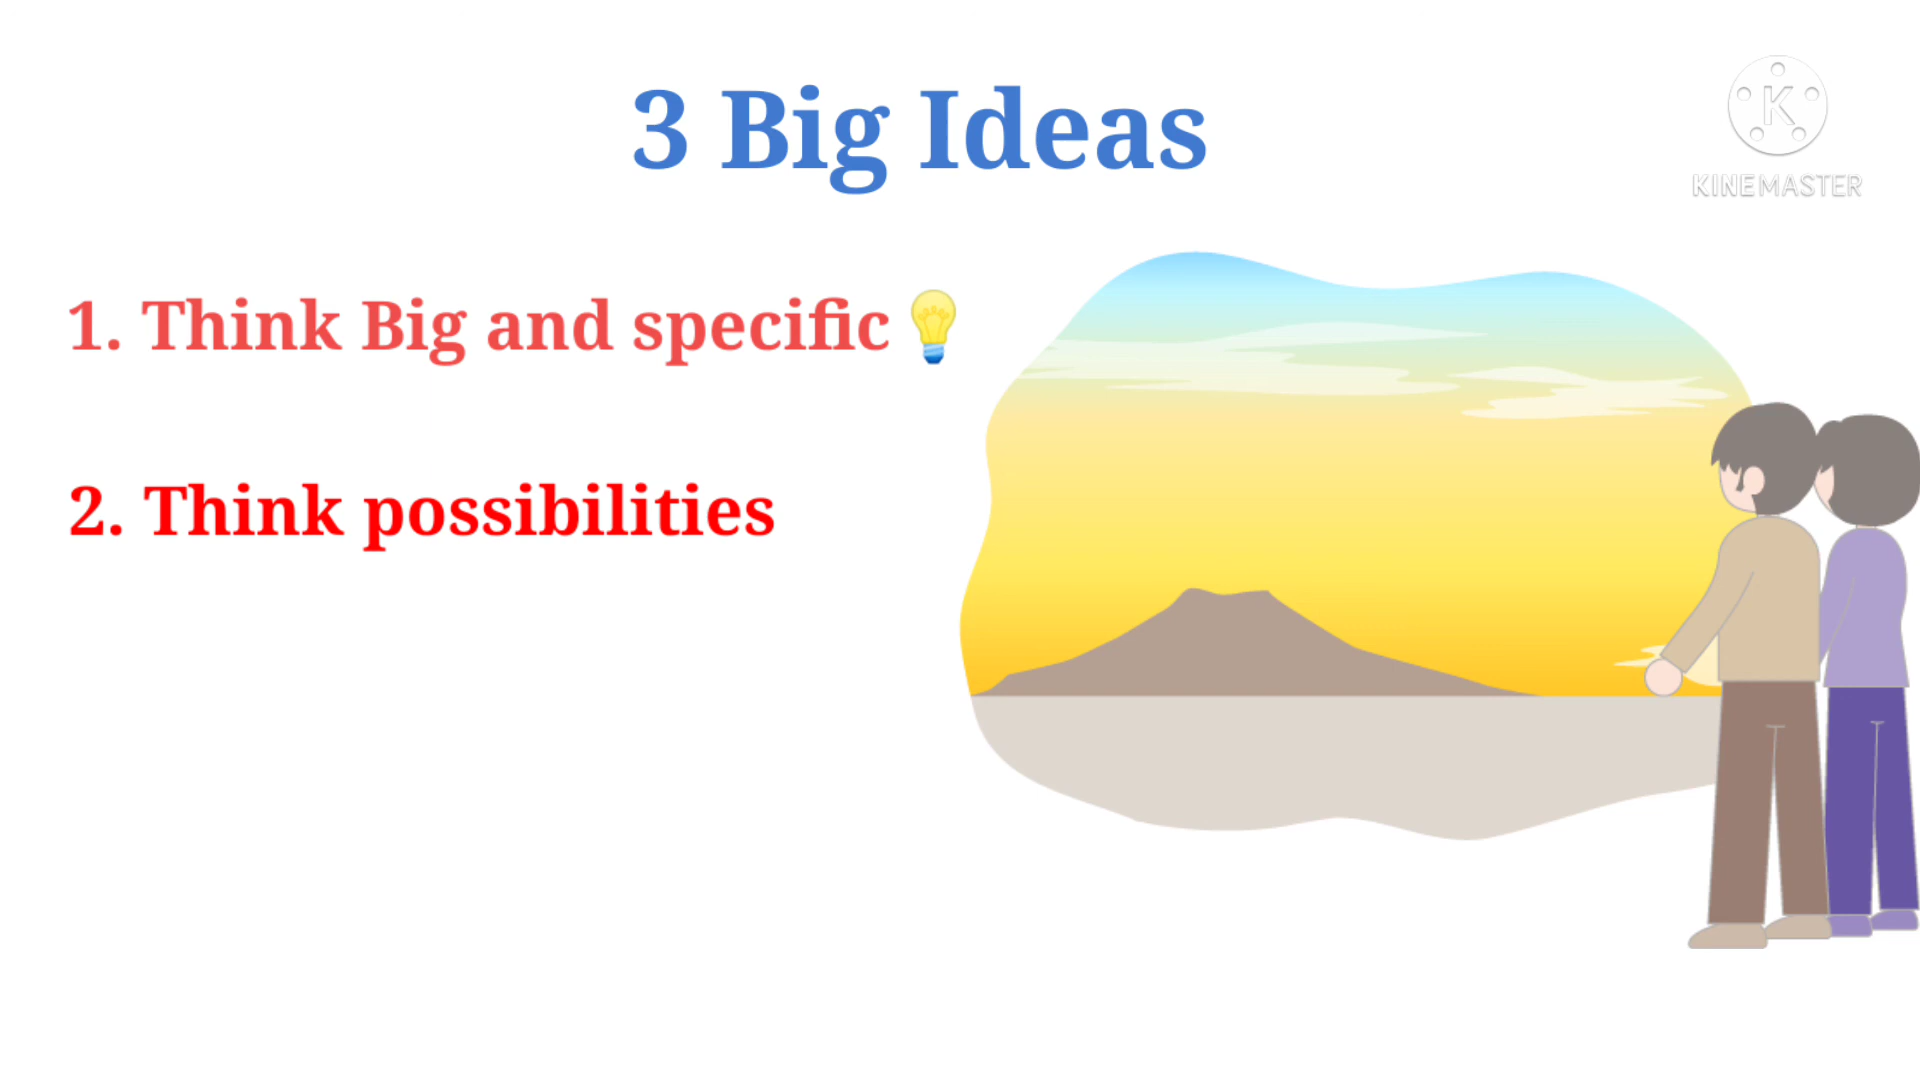 3 Big Ideas
K
KINEMASTER
1. Think Big and specific💡
2. Think possibilities